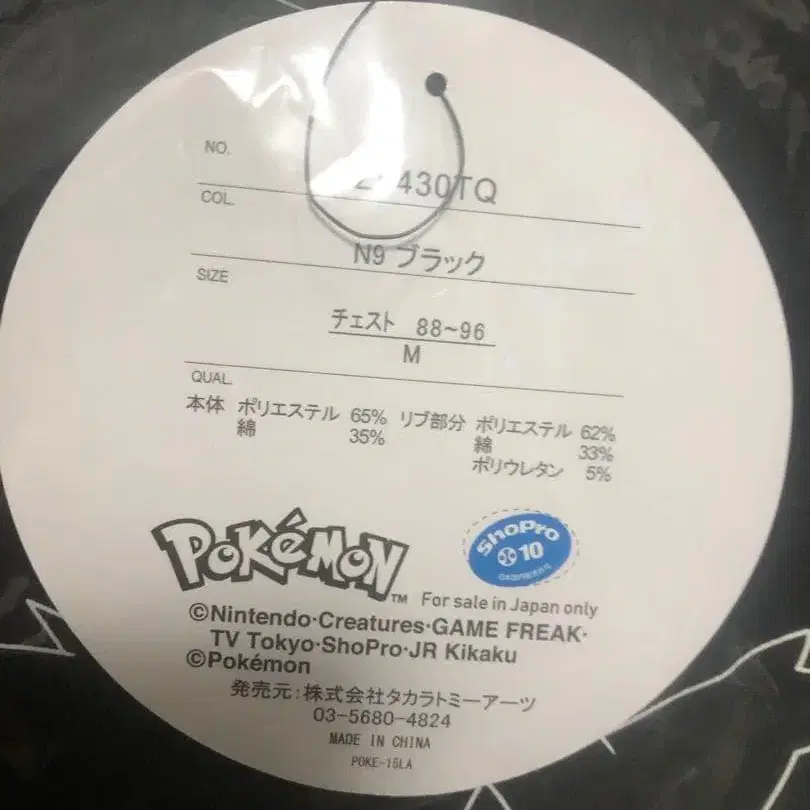 NO.
430TQ
COL.
N9 ブラック
SIZE
チェスト 88~96
M
QUAL.
本体 ポリエステル 65% リブ部分 ポリエステル 62%
綿 35% 綿 33%
ポリウレタン 5%
POKéMON™
ShoPro
10
For sale in Japan only
©Nintendo·Creatures·GAME FREAK·
TV Tokyo·ShoPro·JR Kikaku
©Pokémon
発売元:株式会社タカラトミーアーツ
03-5680-4824
MADE IN CHINA
POKE-15LA